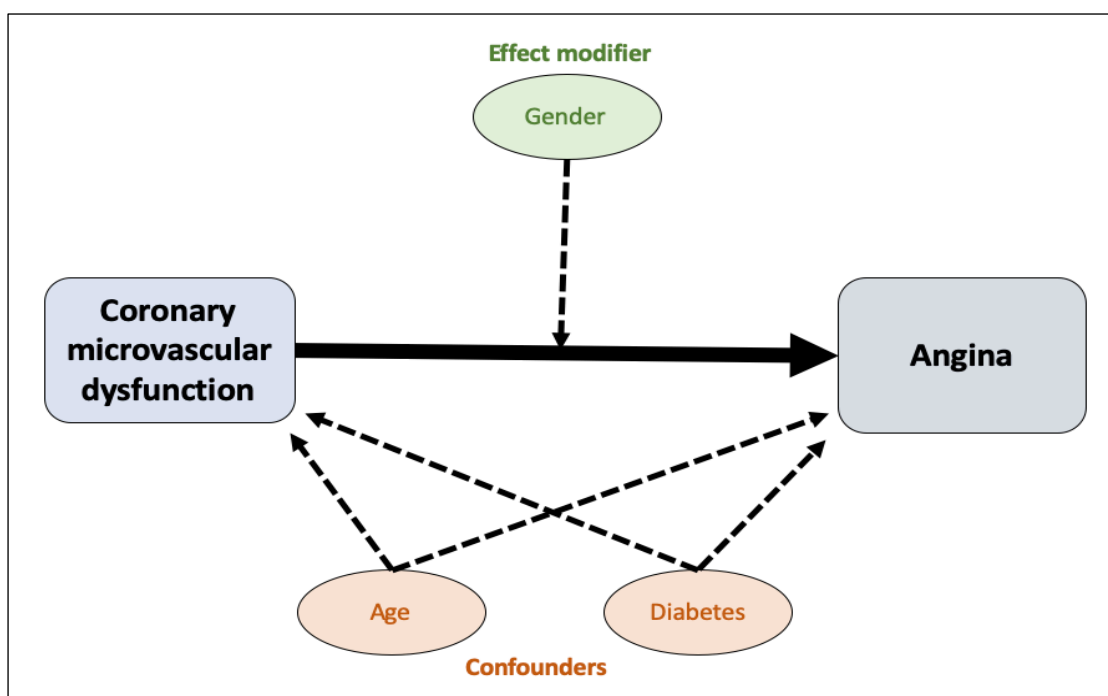 Effect modifier
Gender
Coronary
microvascular
dysfunction
Angina
Age
Diabetes
Confounders